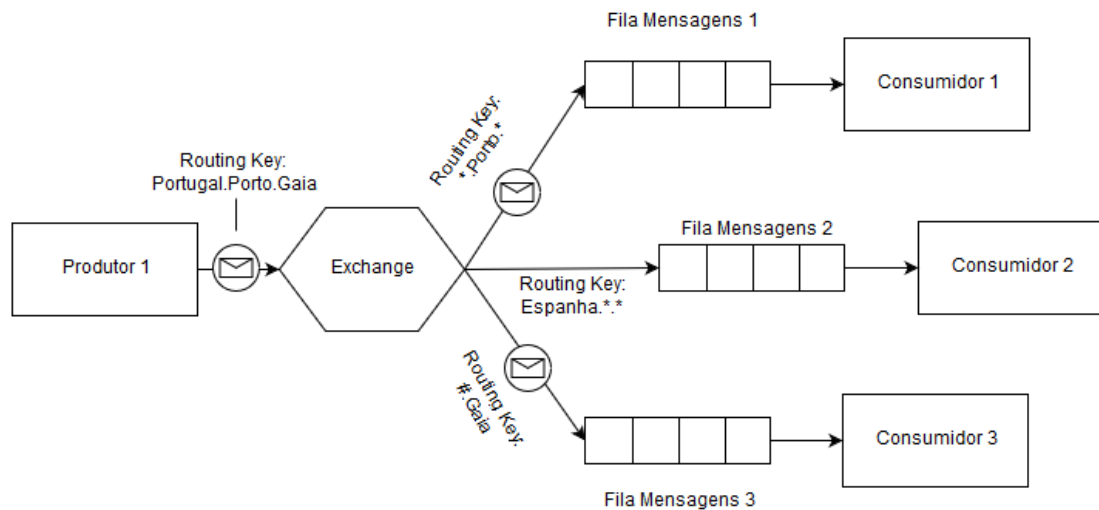 Fila Mensagens 1
Consumidor 1
Routing Key:
*.Porto.*
Routing Key:
Portugal.Porto.Gaia
Produtor 1
Exchange
Fila Mensagens 2
Consumidor 2
Routing Key:
Espanha.*.*
Routing Key:
#.Gaia
Consumidor 3
Fila Mensagens 3